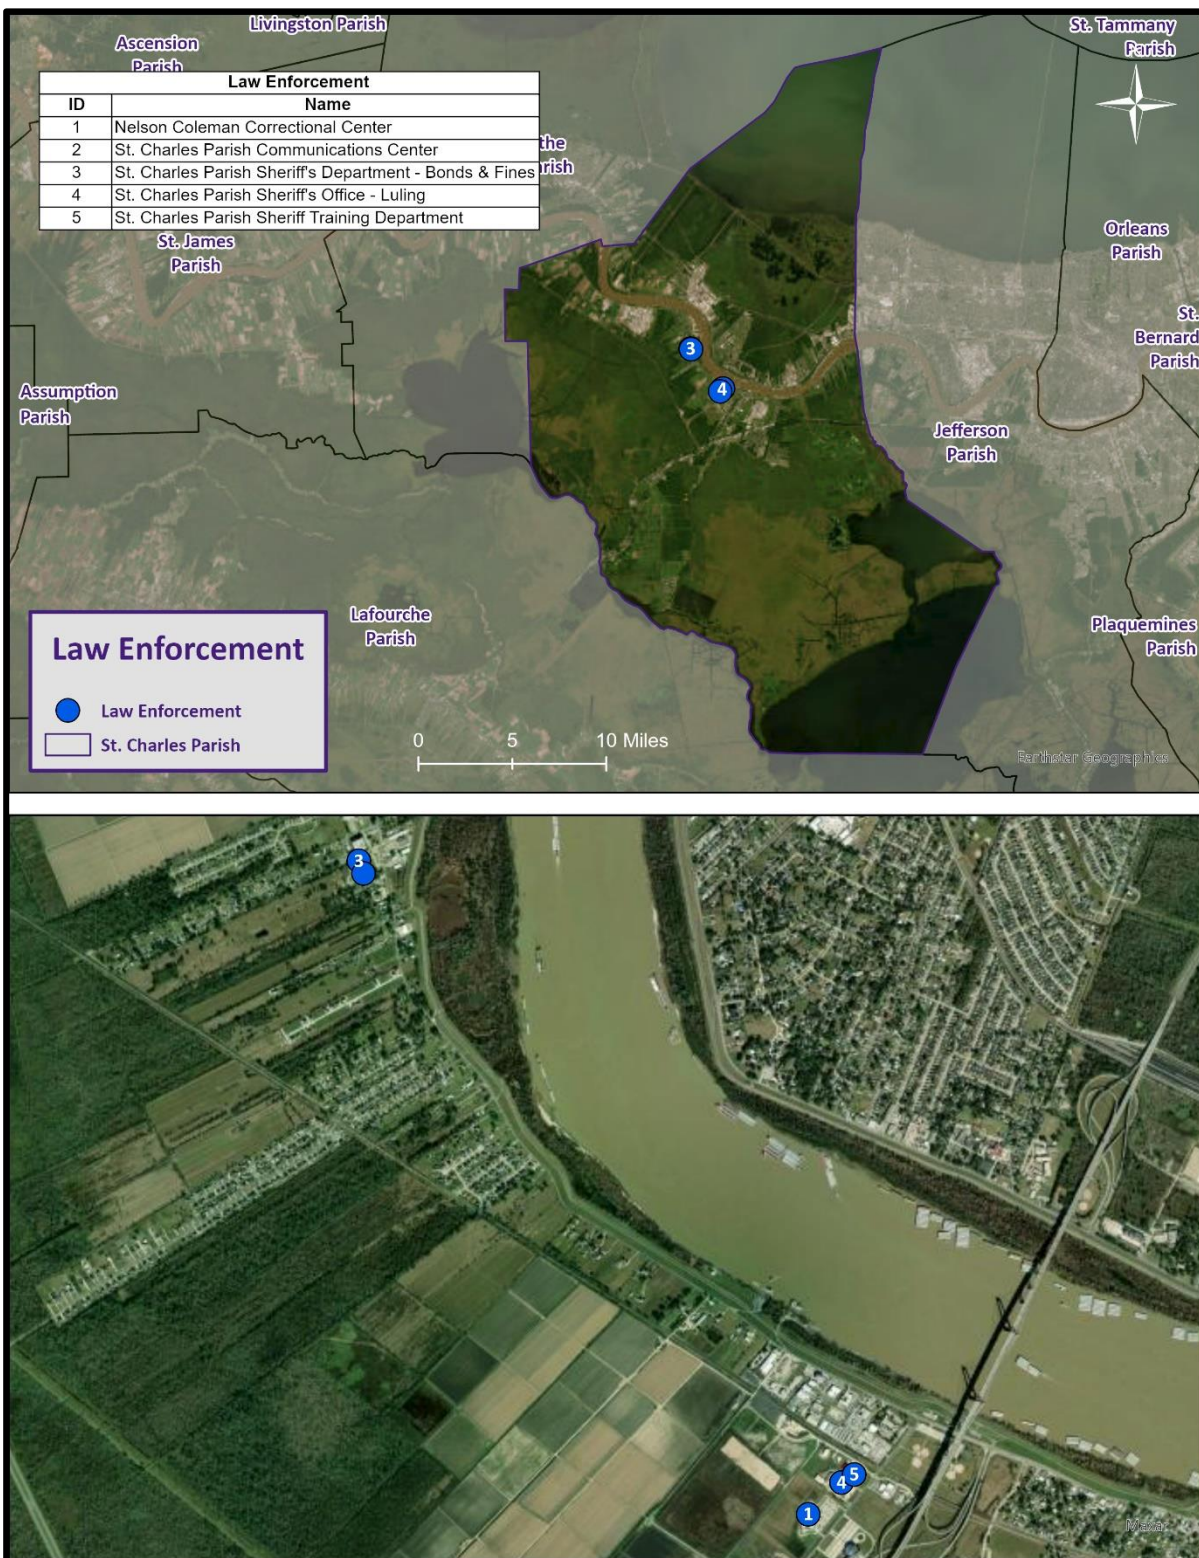 Livingston Parish
St. Tammany
Parish
Ascension
Parish
Law Enforcement
ID Name
1 Nelson Coleman Correctional Center
2 St. Charles Parish Communications Center
3 St. Charles Parish Sheriff's Department - Bonds & Fines
4 St. Charles Parish Sheriff's Office - Luling
5 St. Charles Parish Sheriff Training Department
the
rish
St. James
Parish
Orleans
Parish
St.
Bernard
Parish
3
4
Assumption
Parish
Jefferson
Parish
Lafourche
Parish
Plaquemines
Parish
Law Enforcement
Law Enforcement
St. Charles Parish
0 5 10 Miles
Earthstar Geographics
3
5
4
1
Maxar